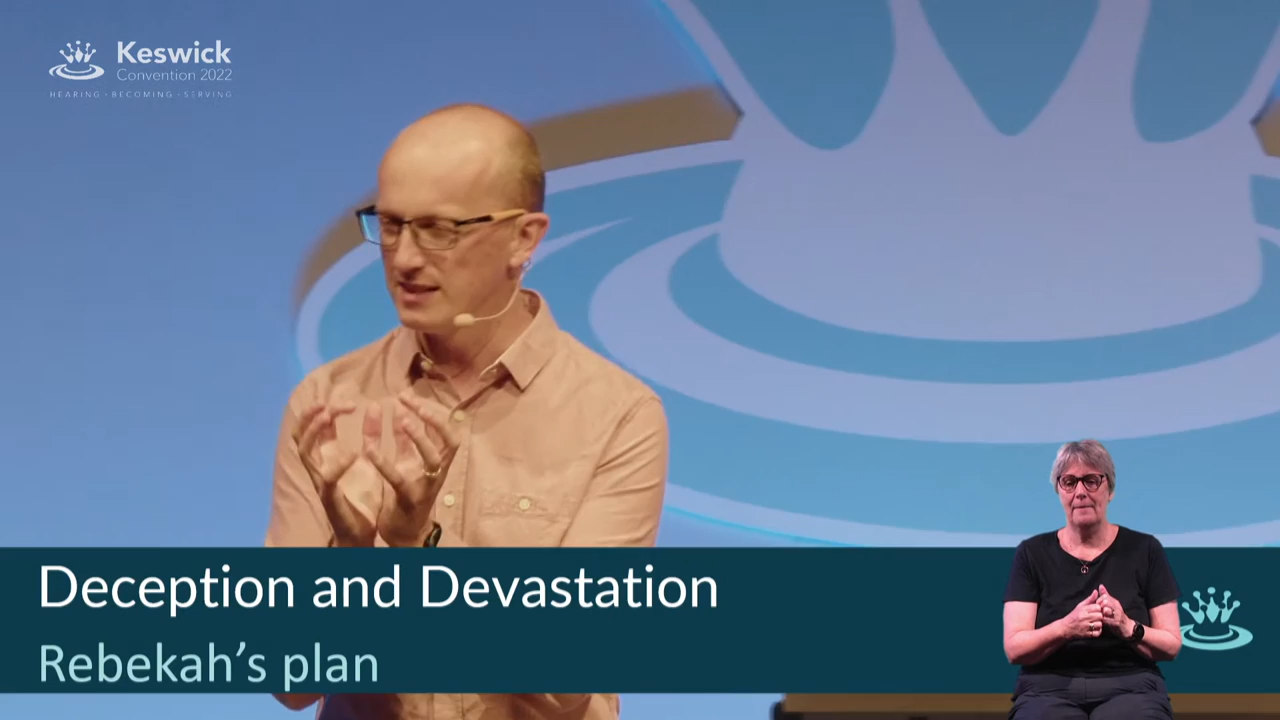 Keswick
Convention 2022
HEARING · BECOMING · SERVING
Deception and Devastation
Rebekah's plan